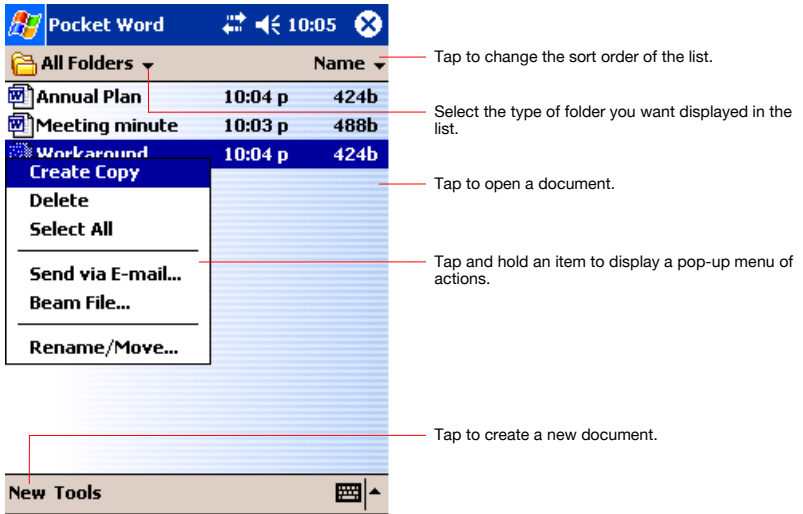 Pocket Word 10:05
All Folders Name
Annual Plan 10:04 p 424b
Meeting minute 10:03 p 488b
Workaround 10:04 p 424b
Create Copy
Delete
Select All
Send via E-mail...
Beam File...
Rename/Move...
New Tools
Tap to change the sort order of the list.
Select the type of folder you want displayed in the
list.
Tap to open a document.
Tap and hold an item to display a pop-up menu of
actions.
Tap to create a new document.